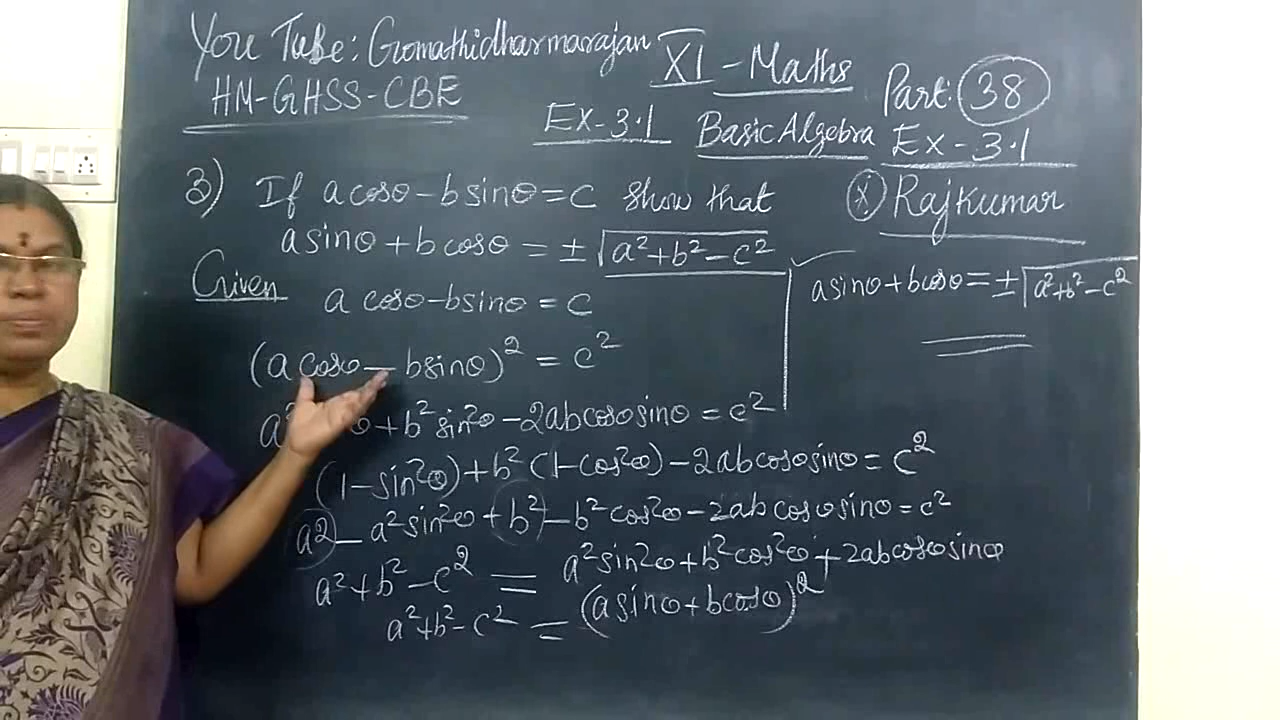 You Tube: Gomathidharmarajan
HM-GHSS-CBE
XI-Maths
Part: 38
Ex-3.1 Basic Algebra Ex-3.1
3) If a cosθ - b sinθ = c show that
a sinθ + b cosθ = ± √a²+b²-c²
(x) Rajkumar
Given a cosθ - b sinθ = c
(a cosθ - b sinθ)² = c²
a² θ + b² sin²θ - 2ab cosθ sinθ = c²
(1 - sin²θ) + b² (1 - cos²θ) - 2ab cosθ sinθ = c²
a2 - a² sin²θ + b² - b² cos²θ - 2ab cosθ sinθ = c²
a² + b² - c² = a² sin²θ + b² cos²θ + 2ab cosθ sinθ
a² + b² - c² = (a sinθ + b cosθ)²
a sinθ + b cosθ = ± √a²+b²-c²